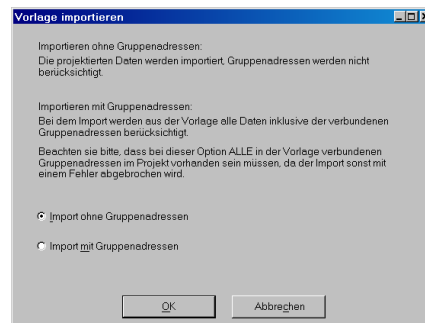 Vorlage importieren
Importieren ohne Gruppenadressen:
Die projektierten Daten werden importiert, Gruppenadressen werden nicht
berücksichtigt.
Importieren mit Gruppenadressen:
Bei dem Import werden aus der Vorlage alle Daten inklusive der verbundenen
Gruppenadressen berücksichtigt.
Beachten sie bitte, dass bei dieser Option ALLE in der Vorlage verbundenen
Gruppenadressen im Projekt vorhanden sein müssen, da der Import sonst mit
einem Fehler abgebrochen wird.
Import ohne Gruppenadressen
Import mit Gruppenadressen
OK
Abbrechen